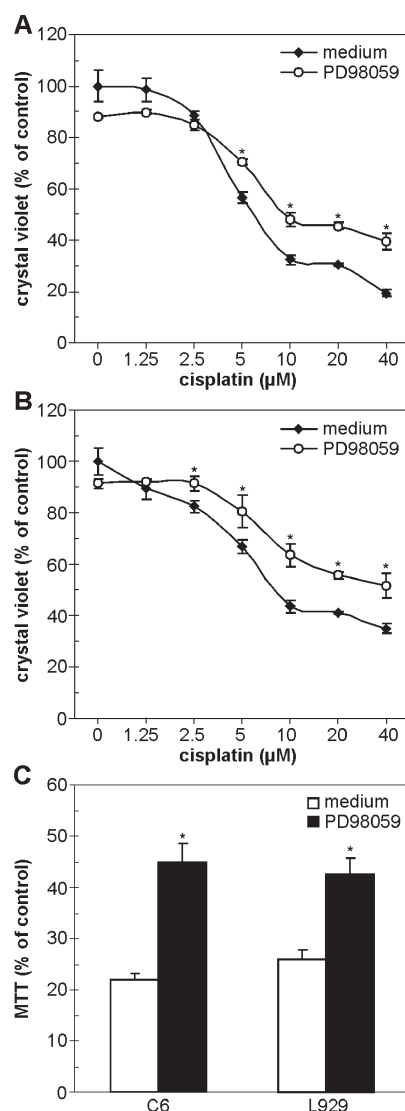 A
120
100
80
60
40
20
0
crystal violet (% of control)
medium
PD98059
*
*
*
*
0 1.25 2.5 5 10 20 40
cisplatin (µM)
B
120
100
80
60
40
20
0
crystal violet (% of control)
medium
PD98059
*
*
*
*
*
0 1.25 2.5 5 10 20 40
cisplatin (µM)
C
60
50
40
30
20
10
0
MTT (% of control)
medium
PD98059
*
*
C6 L929